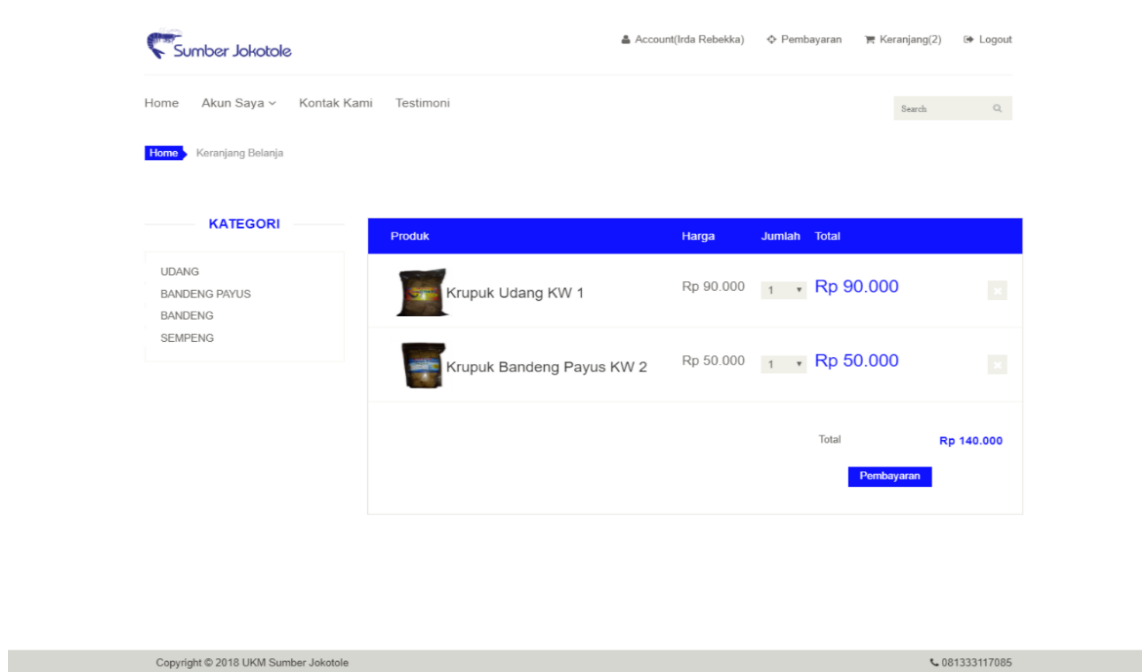 Sumber Jokotole
Account(Irda Rebekka) Pembayaran Keranjang(2) Logout
Home Akun Saya Kontak Kami Testimoni
Search
Home Keranjang Belanja
KATEGORI
UDANG
BANDENG PAYUS
BANDENG
SEMPENG
Produk Harga Jumlah Total
Krupuk Udang KW 1 Rp 90.000 1 Rp 90.000
Krupuk Bandeng Payus KW 2 Rp 50.000 1 Rp 50.000
Total Rp 140.000
Pembayaran
Copyright © 2018 UKM Sumber Jokotole 081333117085